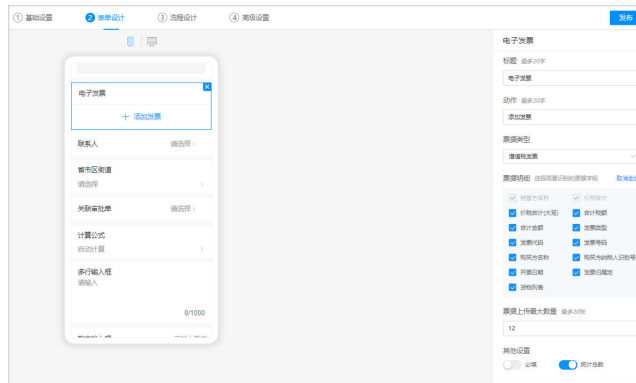 1 基础设置
2 表单设计
3 流程设计
4 高级设置
发布
电子发票
+ 添加发票
联系人 请选择
省市区街道
请选择
关联审批单 请选择
计算公式
自动计算
多行输入框
请输入
0/1000
电子发票
标题 最多20字
电子发票
动作 最多20字
添加发票
票据类型
增值税发票
票据明细 选择需要识别的票据字段
销售方名称 价税合计
价税合计(大写) 合计税额
合计金额 发票类型
发票代码 发票号码
购买方名称 购买方纳税人识别号
开票日期 发票归属地
货物列表
票据上传最大数量 最多20张
12
其他设置
必填 统计总数